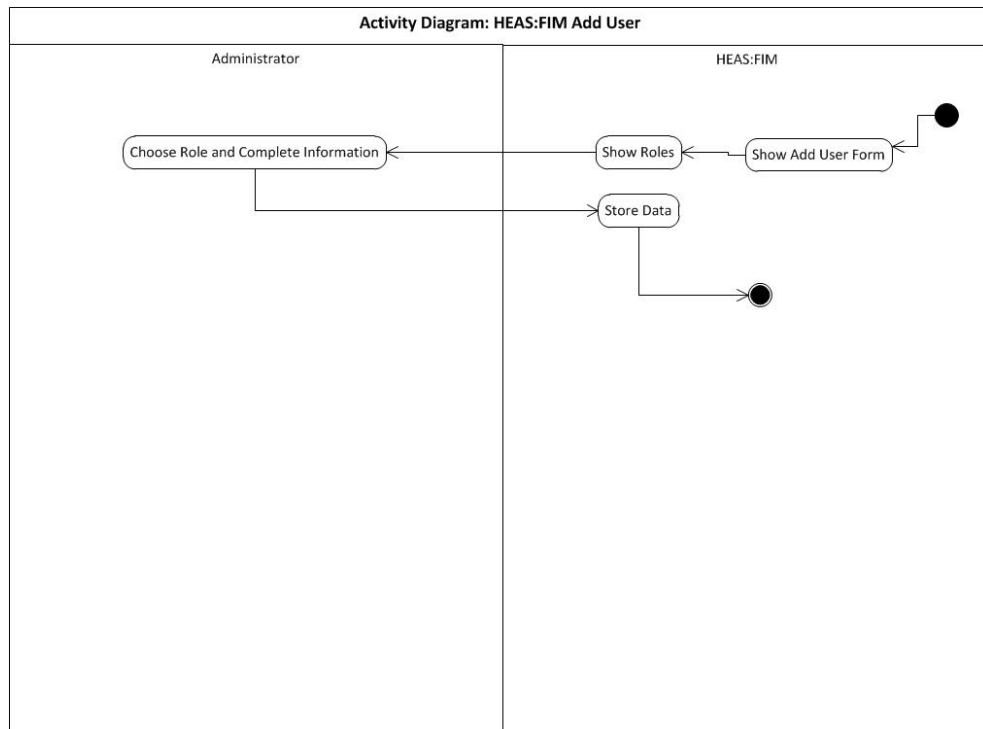 Activity Diagram: HEAS:FIM Add User
Administrator
HEAS:FIM
Choose Role and Complete Information
Show Roles
Show Add User Form
Store Data